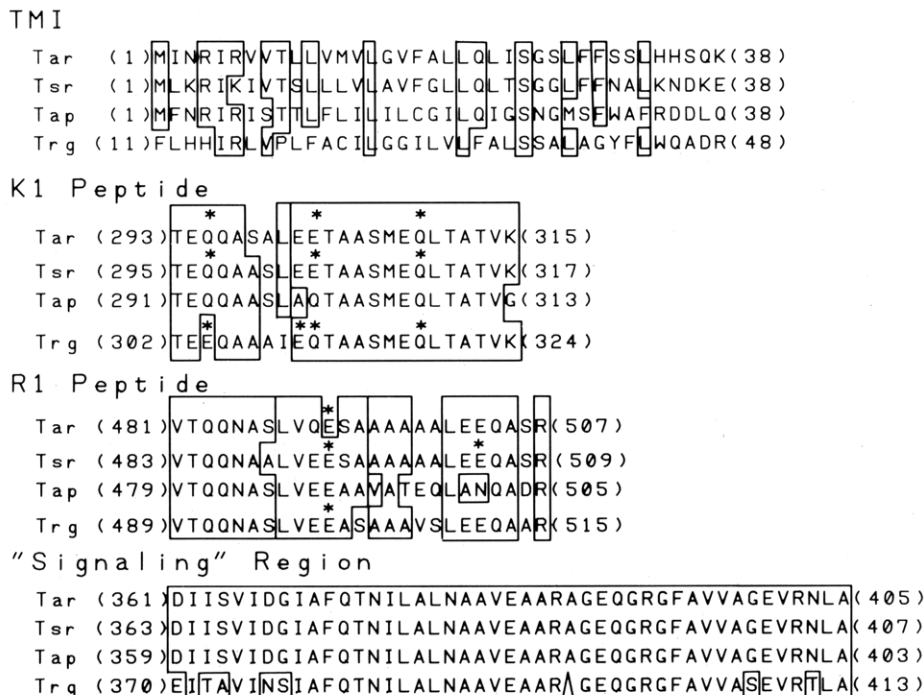 TMI
Tar (1)MINRIRVVTLLVMVLGVFALLQLISGSLFFSSLHHSQK(38)
Tsr (1)MLKRIKIVTSLLLVLAVFGLLQLTSGGLFFNALKNDKE(38)
Tap (1)MFNRIRISTTLFLILILCGILQIGSNGMSFWAFRDDLQ(38)
Trg (11)FLHHIRLVPLFACILGGILVLFALSSALAGYFLWQADR(48)
K1 Peptide
* * *
Tar (293)TEQQASALEETAASMEQLTATVK(315)
* * *
Tsr (295)TEQQAASLEETAASMEQLTATVK(317)
Tap (291)TEQQAASLAQTAASMEQLTATVG(313)
* ** *
Trg (302)TEEQAAAIEQTAASMEQLTATVK(324)
R1 Peptide
*
Tar (481)VTQQNASLVQESAAAAAALEEQASR(507)
* *
Tsr (483)VTQQNAALVEESAAAAAALEEQASR(509)
Tap (479)VTQQNASLVEEAAVATEQLANQADR(505)
*
Trg (489)VTQQNASLVEEASAAAVSLEEQAAR(515)
"Signaling" Region
Tar (361)DIISVIDGIAFQTNILALNAAVEAARAGEQGRGFAVVAGEVRNLA(405)
Tsr (363)DIISVIDGIAFQTNILALNAAVEAARAGEQGRGFAVVAGEVRNLA(407)
Tap (359)DIISVIDGIAFQTNILALNAAVEAARAGEQGRGFAVVAGEVRNLA(403)
Trg (370)EITAVINSIAFQTNILALNAAVEAARAGEQGRGFAVVASEVRTLA(413)